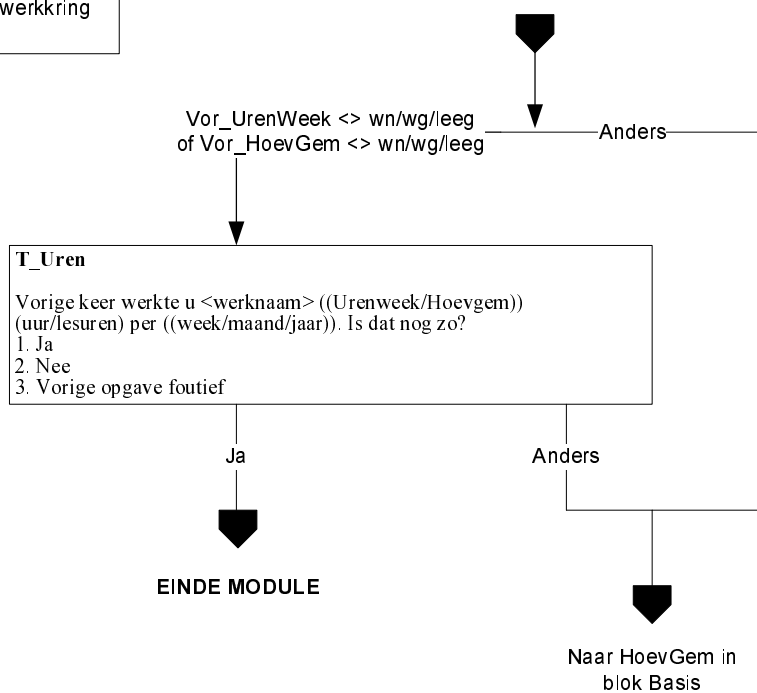 werkkring
Vor_UrenWeek <> wn/wg/leeg
of Vor_HoevGem <> wn/wg/leeg
Anders
T_Uren
Vorige keer werkte u <werknaam> ((Urenweek/Hoevgem))
(uur/lesuren) per ((week/maand/jaar)). Is dat nog zo?
1. Ja
2. Nee
3. Vorige opgave foutief
Ja
Anders
EINDE MODULE
Naar HoevGem in
blok Basis